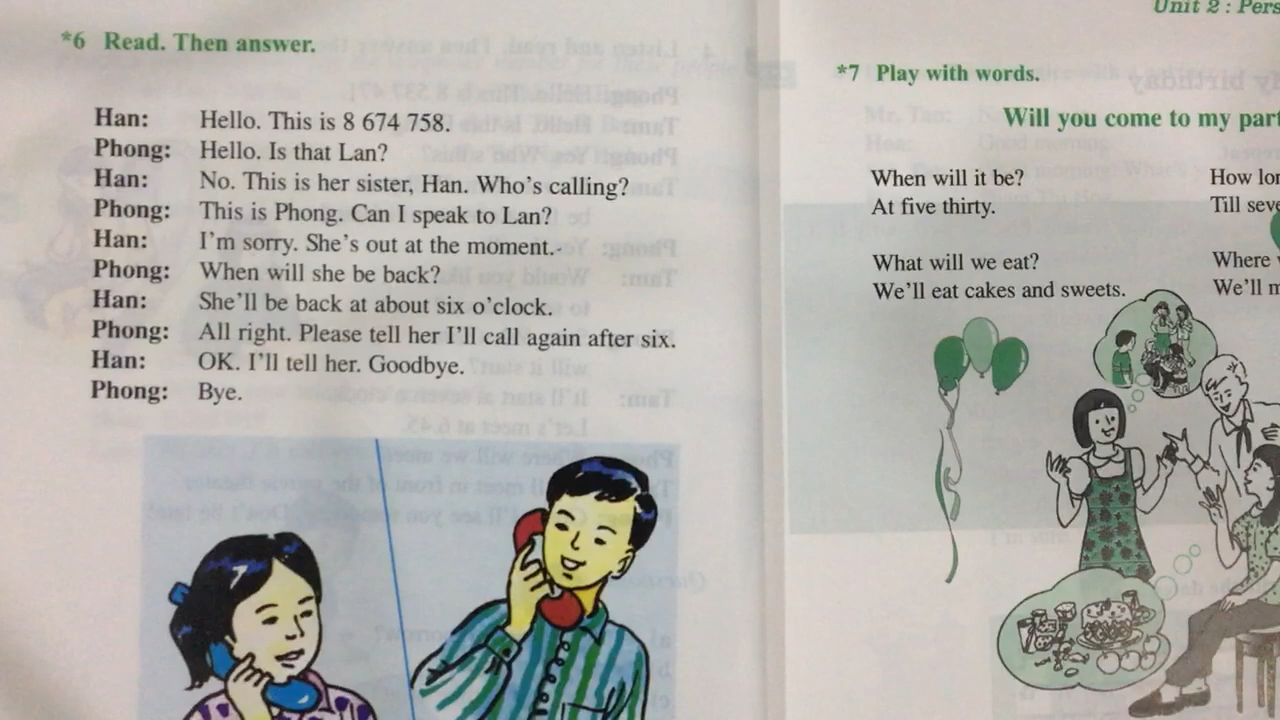 *6 Read. Then answer.
Han: Hello. This is 8 674 758.
Phong: Hello. Is that Lan?
Han: No. This is her sister, Han. Who's calling?
Phong: This is Phong. Can I speak to Lan?
Han: I'm sorry. She's out at the moment.
Phong: When will she be back?
Han: She'll be back at about six o'clock.
Phong: All right. Please tell her I'll call again after six.
Han: OK. I'll tell her. Goodbye.
Phong: Bye.
Unit 2 : Pers
*7 Play with words.
Will you come to my part
When will it be?
At five thirty.
What will we eat?
We'll eat cakes and sweets.
How lon
Till seve
Where w
We'll m